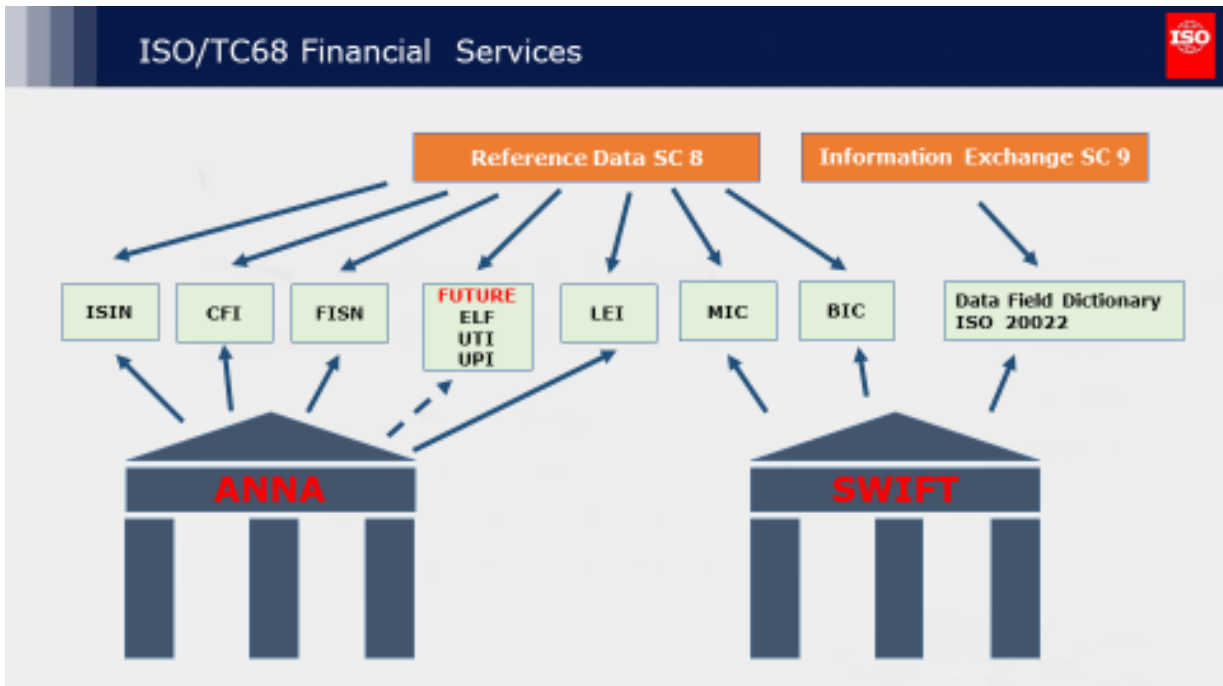 ISO/TC68 Financial Services
ISO
Reference Data SC 8
Information Exchange SC 9
ISIN
CFI
FISN
FUTURE
ELF
UTI
UPI
LEI
MIC
BIC
Data Field Dictionary
ISO 20022
ANNA
SWIFT